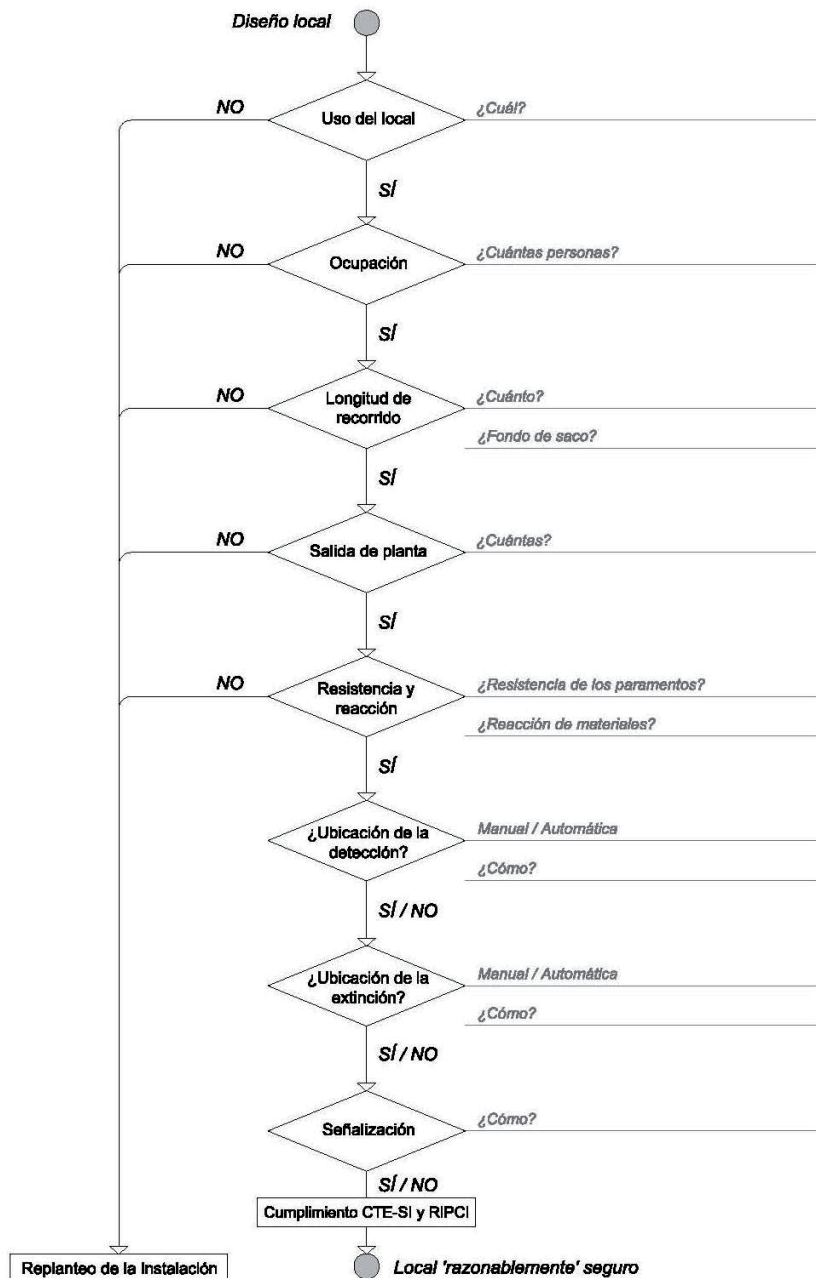 Diseño local
NO
Uso del local
¿Cuál?
SÍ
NO
Ocupación
¿Cuántas personas?
SÍ
NO
Longitud de
recorrido
¿Cuánto?
¿Fondo de saco?
SÍ
NO
Salida de planta
¿Cuántas?
SÍ
NO
Resistencia y
reacción
¿Resistencia de los paramentos?
¿Reacción de materiales?
SÍ
¿Ubicación de la
detección?
Manual / Automática
¿Cómo?
SÍ / NO
¿Ubicación de la
extinción?
Manual / Automática
¿Cómo?
SÍ / NO
Señalización
¿Cómo?
SÍ / NO
Cumplimiento CTE-SI y RIPCI
Replanteo de la Instalación
Local 'razonablemente' seguro